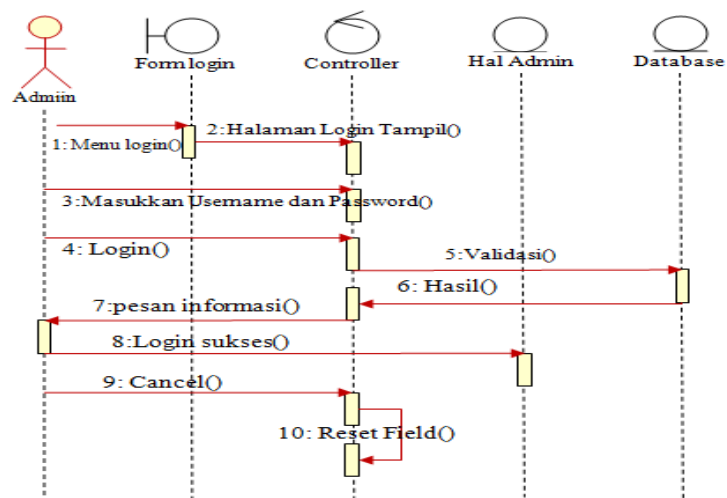 Admiin
Form login
Controller
Hal Admin
Database
1: Menu login()
2:Halaman Login Tampil()
3:Masukkan Username dan Password()
4: Login()
5:Validasi()
6: Hasil()
7:pesan informasi()
8:Login sukses()
9: Cancel()
10: Reset Field()